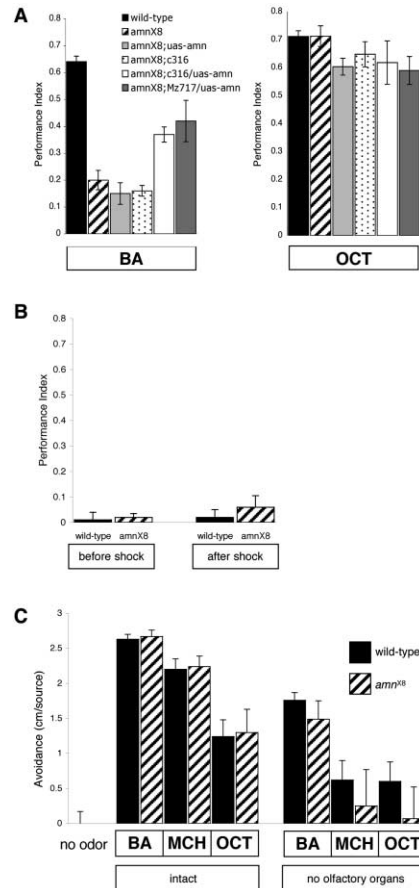 A
wild-type
amnX8
amnX8;uas-amn
amnX8;c316
amnX8;c316/uas-amn
amnX8;Mz717/uas-amn
Performance Index
0.8
0.7
0.6
0.5
0.4
0.3
0.2
0.1
0
BA
Performance Index
0.8
0.7
0.6
0.5
0.4
0.3
0.2
0.1
0
OCT
B
Performance Index
0.8
0.7
0.6
0.5
0.4
0.3
0.2
0.1
0
wild-type amnX8 wild-type amnX8
before shock after shock
C
Avoidance (cm/source)
3
2.5
2
1.5
1
0.5
0
wild-type
amnX8
no odor BA MCH OCT BA MCH OCT
intact no olfactory organs